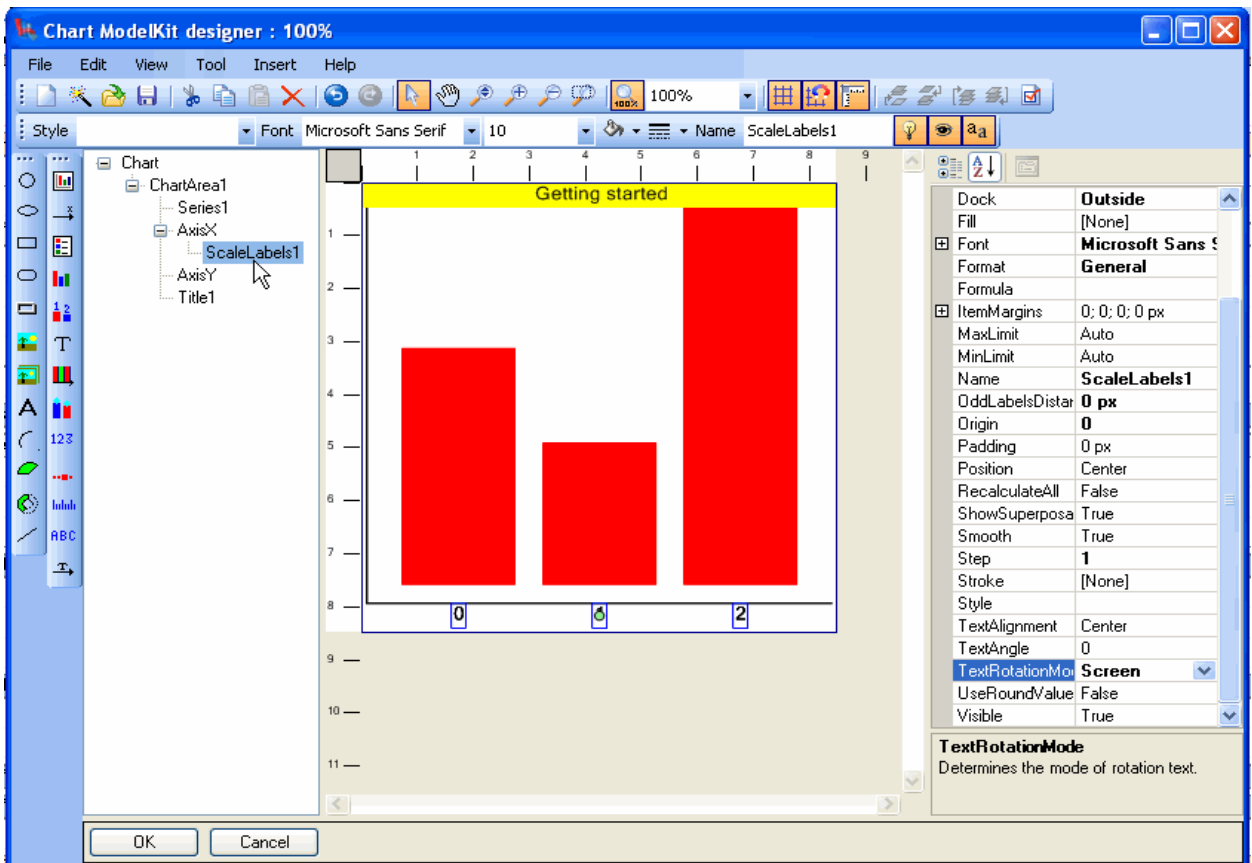 Chart ModelKit designer : 100%
File Edit View Tool Insert Help
100% 100%
Style Font Microsoft Sans Serif 10 Name ScaleLabels1 aa
Chart
ChartArea1
Series1
AxisX
ScaleLabels1
AxisY
Title1
1 2 3 4 5 6 7 8 9
Getting started
1
2
3
4
5
6
7
8
9
10
11
0 2
A
T
123
ABC
Dock Outside
Fill [None]
Font Microsoft Sans S
Format General
Formula
ItemMargins 0; 0; 0; 0 px
MaxLimit Auto
MinLimit Auto
Name ScaleLabels1
OddLabelsDistar 0 px
Origin 0
Padding 0 px
Position Center
RecalculateAll False
ShowSuperposa True
Smooth True
Step 1
Stroke [None]
Style
TextAlignment Center
TextAngle 0
TextRotationMo Screen
UseRoundValue False
Visible True
TextRotationMode
Determines the mode of rotation text.
OK Cancel